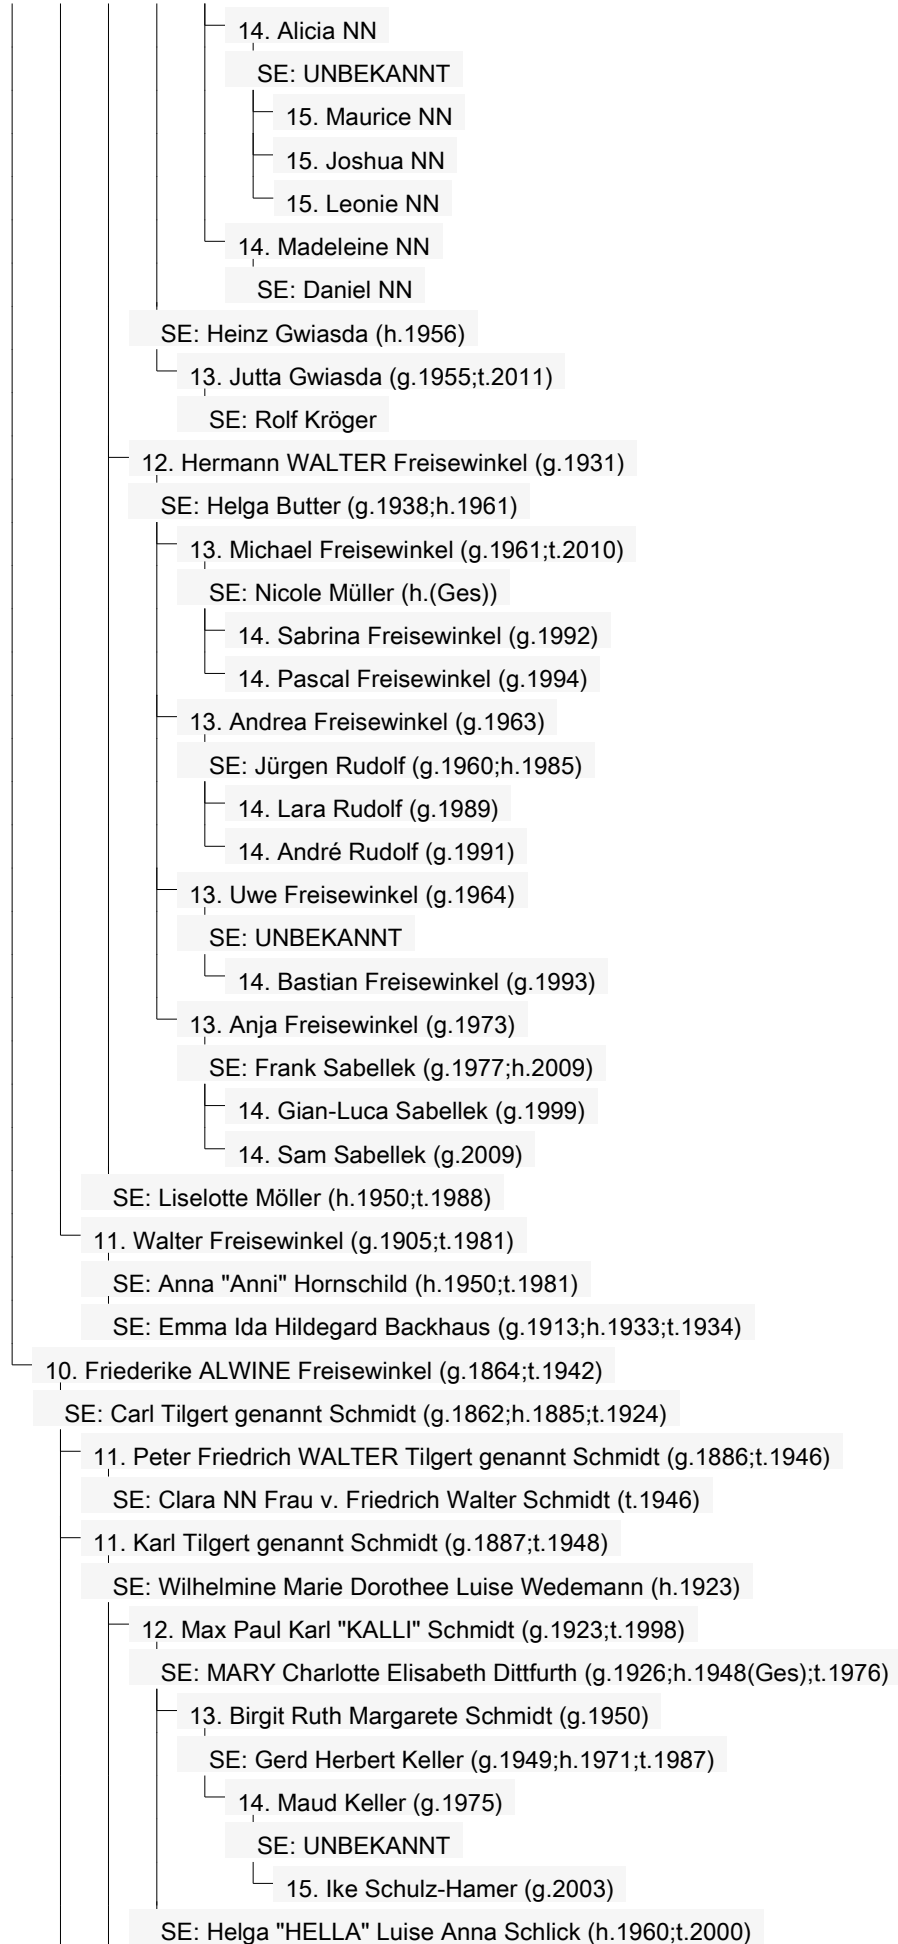 14. Alicia NN
SE: UNBEKANNT
15. Maurice NN
15. Joshua NN
15. Leonie NN
14. Madeleine NN
SE: Daniel NN
SE: Heinz Gwiasda (h.1956)
13. Jutta Gwiasda (g.1955;t.2011)
SE: Rolf Kröger
12. Hermann WALTER Freisewinkel (g.1931)
SE: Helga Butter (g.1938;h.1961)
13. Michael Freisewinkel (g.1961;t.2010)
SE: Nicole Müller (h.(Ges))
14. Sabrina Freisewinkel (g.1992)
14. Pascal Freisewinkel (g.1994)
13. Andrea Freisewinkel (g.1963)
SE: Jürgen Rudolf (g.1960;h.1985)
14. Lara Rudolf (g.1989)
14. André Rudolf (g.1991)
13. Uwe Freisewinkel (g.1964)
SE: UNBEKANNT
14. Bastian Freisewinkel (g.1993)
13. Anja Freisewinkel (g.1973)
SE: Frank Sabellek (g.1977;h.2009)
14. Gian-Luca Sabellek (g.1999)
14. Sam Sabellek (g.2009)
SE: Liselotte Möller (h.1950;t.1988)
11. Walter Freisewinkel (g.1905;t.1981)
SE: Anna "Anni" Hornschild (h.1950;t.1981)
SE: Emma Ida Hildegard Backhaus (g.1913;h.1933;t.1934)
10. Friederike ALWINE Freisewinkel (g.1864;t.1942)
SE: Carl Tilgert genannt Schmidt (g.1862;h.1885;t.1924)
11. Peter Friedrich WALTER Tilgert genannt Schmidt (g.1886;t.1946)
SE: Clara NN Frau v. Friedrich Walter Schmidt (t.1946)
11. Karl Tilgert genannt Schmidt (g.1887;t.1948)
SE: Wilhelmine Marie Dorothee Luise Wedemann (h.1923)
12. Max Paul Karl "KALLI" Schmidt (g.1923;t.1998)
SE: MARY Charlotte Elisabeth Dittfurth (g.1926;h.1948(Ges);t.1976)
13. Birgit Ruth Margarete Schmidt (g.1950)
SE: Gerd Herbert Keller (g.1949;h.1971;t.1987)
14. Maud Keller (g.1975)
SE: UNBEKANNT
15. Ike Schulz-Hamer (g.2003)
SE: Helga "HELLA" Luise Anna Schlick (h.1960;t.2000)